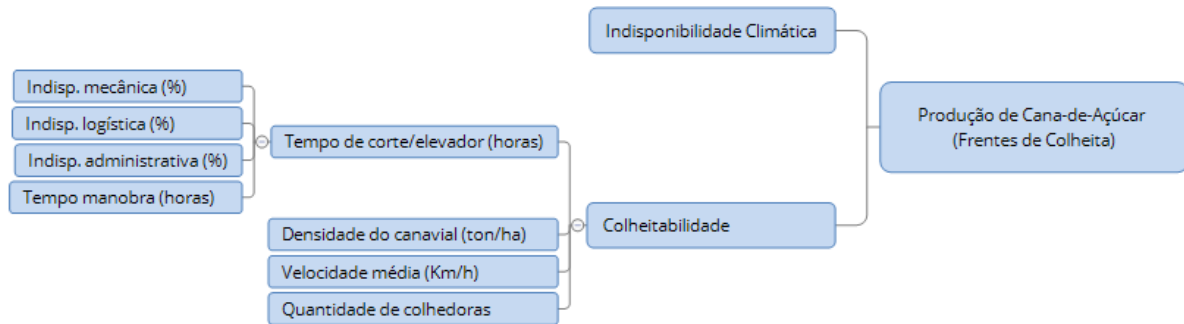 Indisponibilidade Climática
Indisp. mecânica (%)
Indisp. logística (%)
Indisp. administrativa (%)
Tempo manobra (horas)
Tempo de corte/elevador (horas)
Densidade do canavial (ton/ha)
Velocidade média (Km/h)
Quantidade de colhedoras
Colheitabilidade
Produção de Cana-de-Açúcar
(Frentes de Colheita)